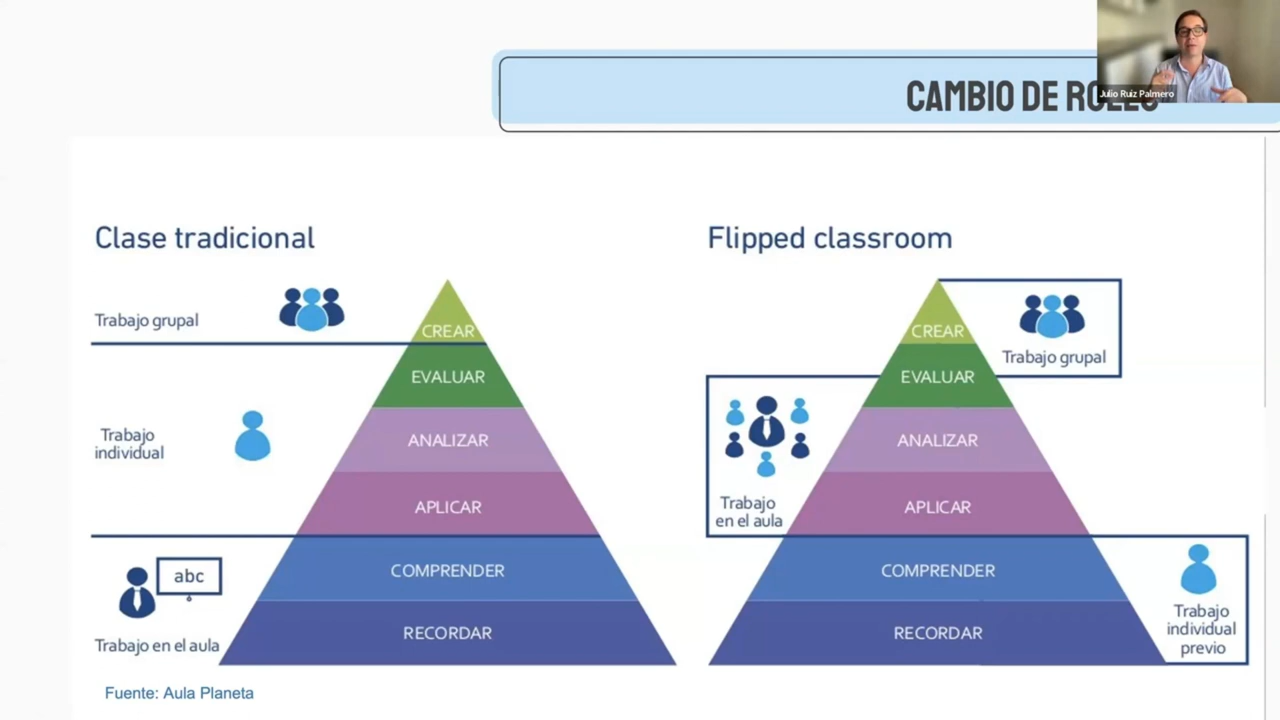 CAMBIO DE ROLES
Julio Ruiz Palmero
Clase tradicional
Trabajo grupal
Trabajo
individual
abc
Trabajo en el aula
CREAR
EVALUAR
ANALIZAR
APLICAR
COMPRENDER
RECORDAR
Fuente: Aula Planeta
Flipped classroom
CREAR
EVALUAR
ANALIZAR
APLICAR
COMPRENDER
RECORDAR
Trabajo grupal
Trabajo
en el aula
Trabajo
individual
previo